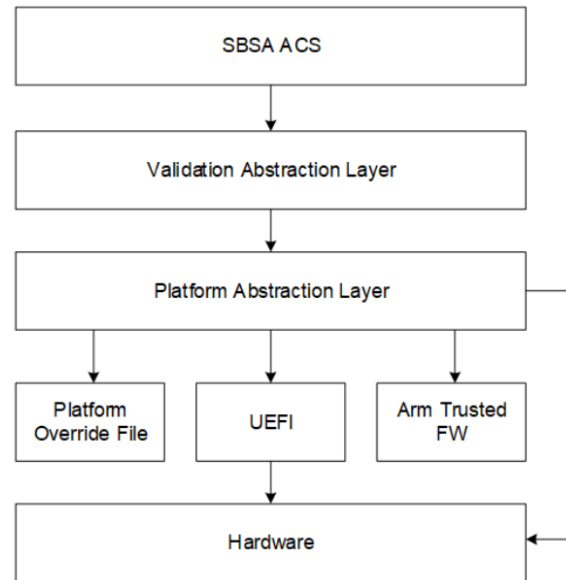 SBSA ACS
Validation Abstraction Layer
Platform Abstraction Layer
Platform
Override File
UEFI
Arm Trusted
FW
Hardware